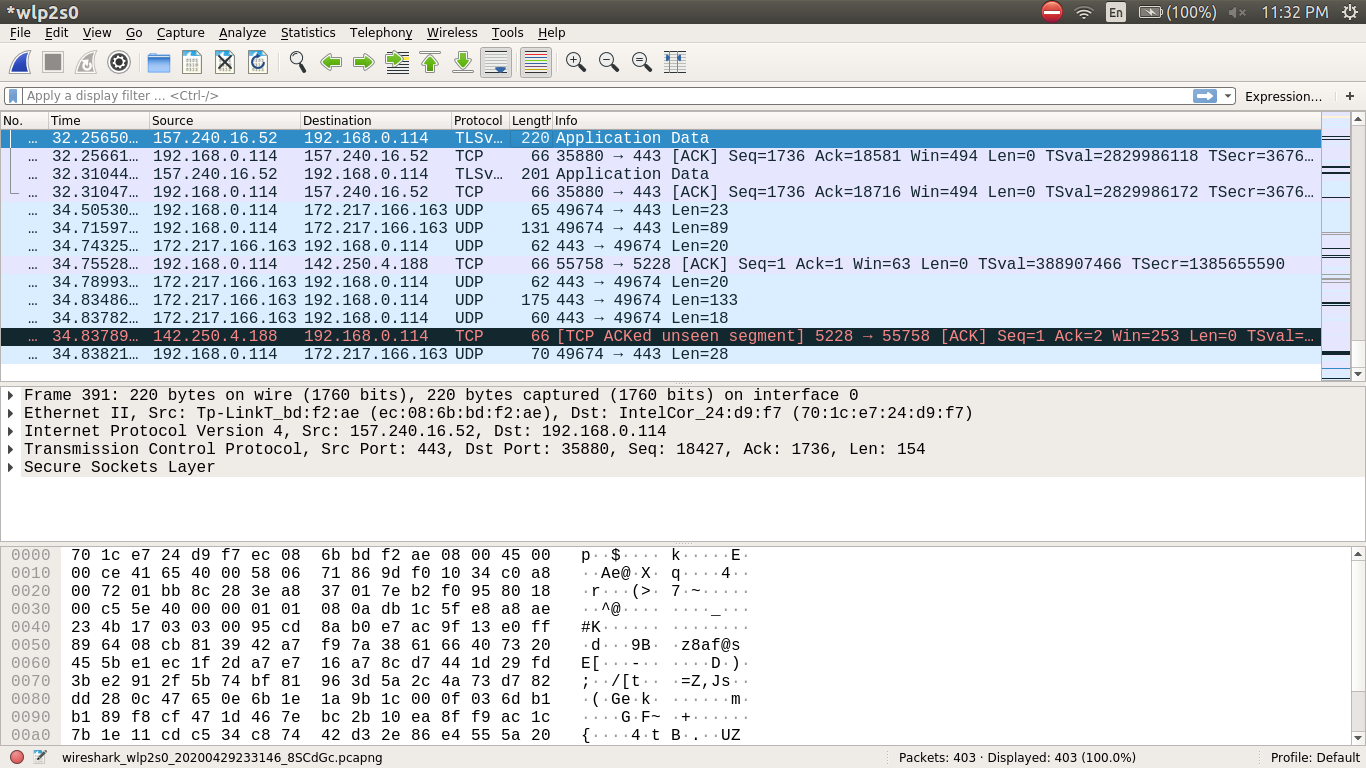 *wlp2s0
En (100%) 11:32 PM
File Edit View Go Capture Analyze Statistics Telephony Wireless Tools Help
Apply a display filter … <Ctrl-/> Expression… +
No. Time Source Destination Protocol Length Info
… 32.25650… 157.240.16.52 192.168.0.114 TLSv… 220 Application Data
… 32.25661… 192.168.0.114 157.240.16.52 TCP 66 35880 → 443 [ACK] Seq=1736 Ack=18581 Win=494 Len=0 TSval=2829986118 TSecr=3676…
… 32.31044… 157.240.16.52 192.168.0.114 TLSv… 201 Application Data
… 32.31047… 192.168.0.114 157.240.16.52 TCP 66 35880 → 443 [ACK] Seq=1736 Ack=18716 Win=494 Len=0 TSval=2829986172 TSecr=3676…
… 34.50530… 192.168.0.114 172.217.166.163 UDP 65 49674 → 443 Len=23
… 34.71597… 192.168.0.114 172.217.166.163 UDP 131 49674 → 443 Len=89
… 34.74325… 172.217.166.163 192.168.0.114 UDP 62 443 → 49674 Len=20
… 34.75528… 192.168.0.114 142.250.4.188 TCP 66 55758 → 5228 [ACK] Seq=1 Ack=1 Win=63 Len=0 TSval=388907466 TSecr=1385655590
… 34.78993… 172.217.166.163 192.168.0.114 UDP 62 443 → 49674 Len=20
… 34.83486… 172.217.166.163 192.168.0.114 UDP 175 443 → 49674 Len=133
… 34.83782… 172.217.166.163 192.168.0.114 UDP 60 443 → 49674 Len=18
… 34.83789… 142.250.4.188 192.168.0.114 TCP 66 [TCP ACKed unseen segment] 5228 → 55758 [ACK] Seq=1 Ack=2 Win=253 Len=0 TSval=…
… 34.83821… 192.168.0.114 172.217.166.163 UDP 70 49674 → 443 Len=28
Frame 391: 220 bytes on wire (1760 bits), 220 bytes captured (1760 bits) on interface 0
Ethernet II, Src: Tp-LinkT_bd:f2:ae (ec:08:6b:bd:f2:ae), Dst: IntelCor_24:d9:f7 (70:1c:e7:24:d9:f7)
Internet Protocol Version 4, Src: 157.240.16.52, Dst: 192.168.0.114
Transmission Control Protocol, Src Port: 443, Dst Port: 35880, Seq: 18427, Ack: 1736, Len: 154
Secure Sockets Layer
0000 70 1c e7 24 d9 f7 ec 08 6b bd f2 ae 08 00 45 00 p··$···· k·····E·
0010 00 ce 41 65 40 00 58 06 71 86 9d f0 10 34 c0 a8 ··Ae@·X· q····4··
0020 00 72 01 bb 8c 28 3e a8 37 01 7e b2 f0 95 80 18 ·r···(>· 7·~·····
0030 00 c5 5e 40 00 00 01 01 08 0a db 1c 5f e8 a8 ae ··^@···· ····_···
0040 23 4b 17 03 03 00 95 cd 8a b0 e7 ac 9f 13 e0 ff #K······ ········
0050 89 64 08 cb 81 39 42 a7 f9 7a 38 61 66 40 73 20 ·d···9B· ·z8af@s
0060 45 5b e1 ec 1f 2d a7 e7 16 a7 8c d7 44 1d 29 fd E[···-·· ····D·)·
0070 3b e2 91 2f 5b 74 bf 81 96 3d 5a 2c 4a 73 d7 82 ;··/[t·· ·=Z,Js··
0080 dd 28 0c 47 65 0e 6b 1e 1a 9b 1c 00 0f 03 6d b1 ·(·Ge·k· ······m·
0090 b1 89 f8 cf 47 1d 46 7e bc 2b 10 ea 8f f9 ac 1c ····G·F~ ·+······
00a0 7b 1e 11 cd c5 34 c8 74 42 d3 2e 86 e4 55 5a 20 {····4·t B·.··UZ
wireshark_wlp2s0_20200429233146_8SCdGc.pcapng Packets: 403 · Displayed: 403 (100.0%) Profile: Default